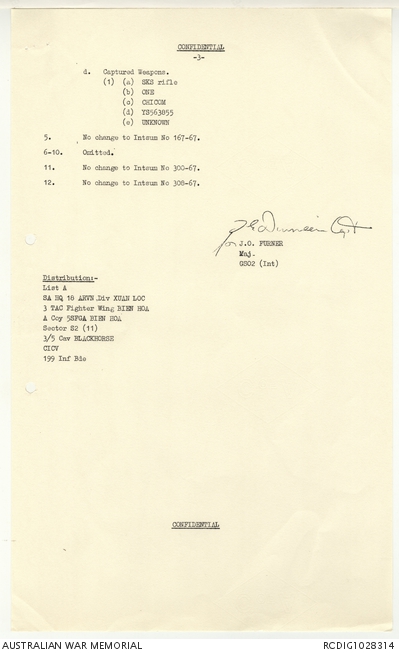 CONFIDENTIAL
-3-
d. Captured Weapons.
(1) (a) SKS rifle
(b) ONE
(c) CHICOM
(d) YS563855
(e) UNKNOWN
5. No change to Intsum No 167-67.
6-10. Omitted.
11. No change to Intsum No 300-67.
12. No change to Intsum No 308-67.
for J.O. FURNER
Maj.
GSO2 (Int)
Distribution:-
List A
SA HQ 18 ARVN Div XUAN LOC
3 TAC Fighter Wing BIEN HOA
A Coy 5SFGA BIEN HOA
Sector S2 (11)
3/5 Cav BLACKHORSE
CICV
199 Inf Bde
CONFIDENTIAL
AUSTRALIAN WAR MEMORIAL
RCDIG1028314